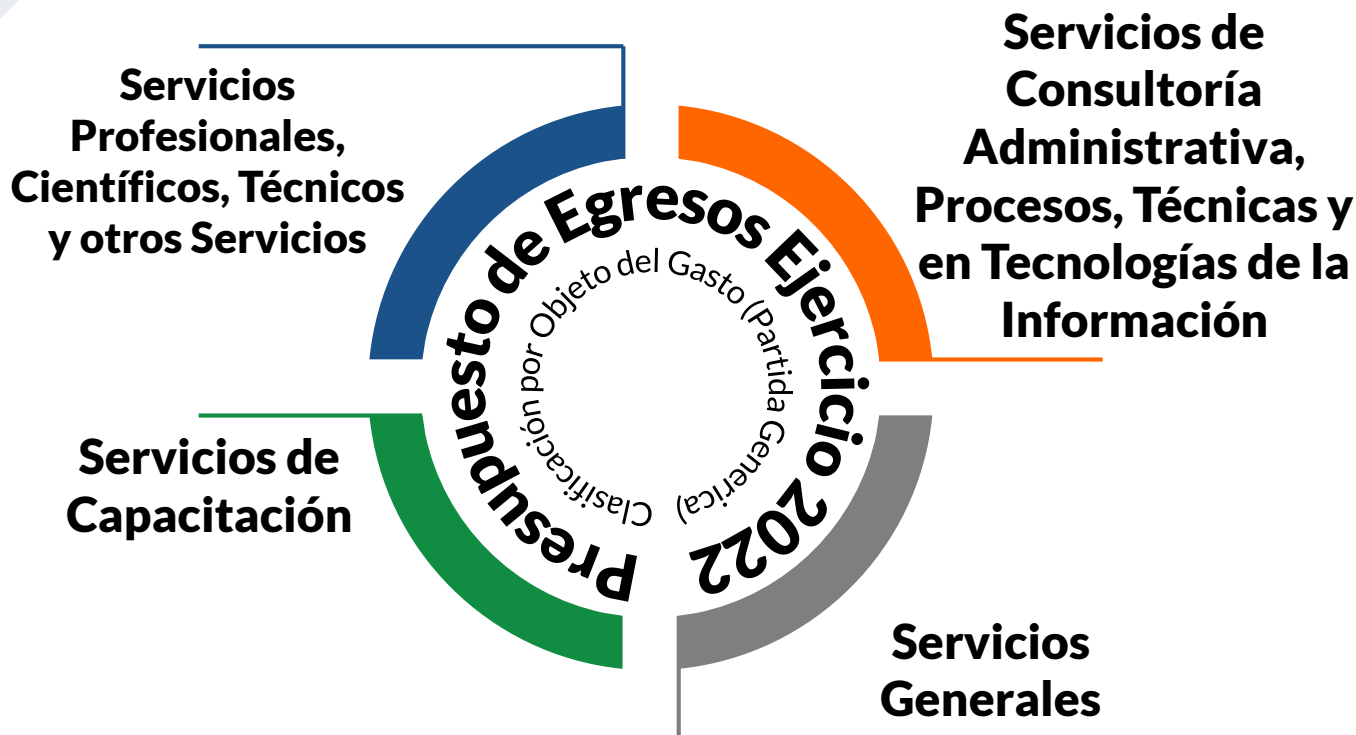 Servicios
Profesionales,
Científicos, Técnicos
y otros Servicios
Servicios de
Consultoría
Administrativa,
Procesos, Técnicas y
en Tecnologías de la
Información
Presupuesto de Egresos Ejercicio 2022
Clasificación por Objeto del Gasto (Partida Generica)
Servicios de
Capacitación
Servicios
Generales